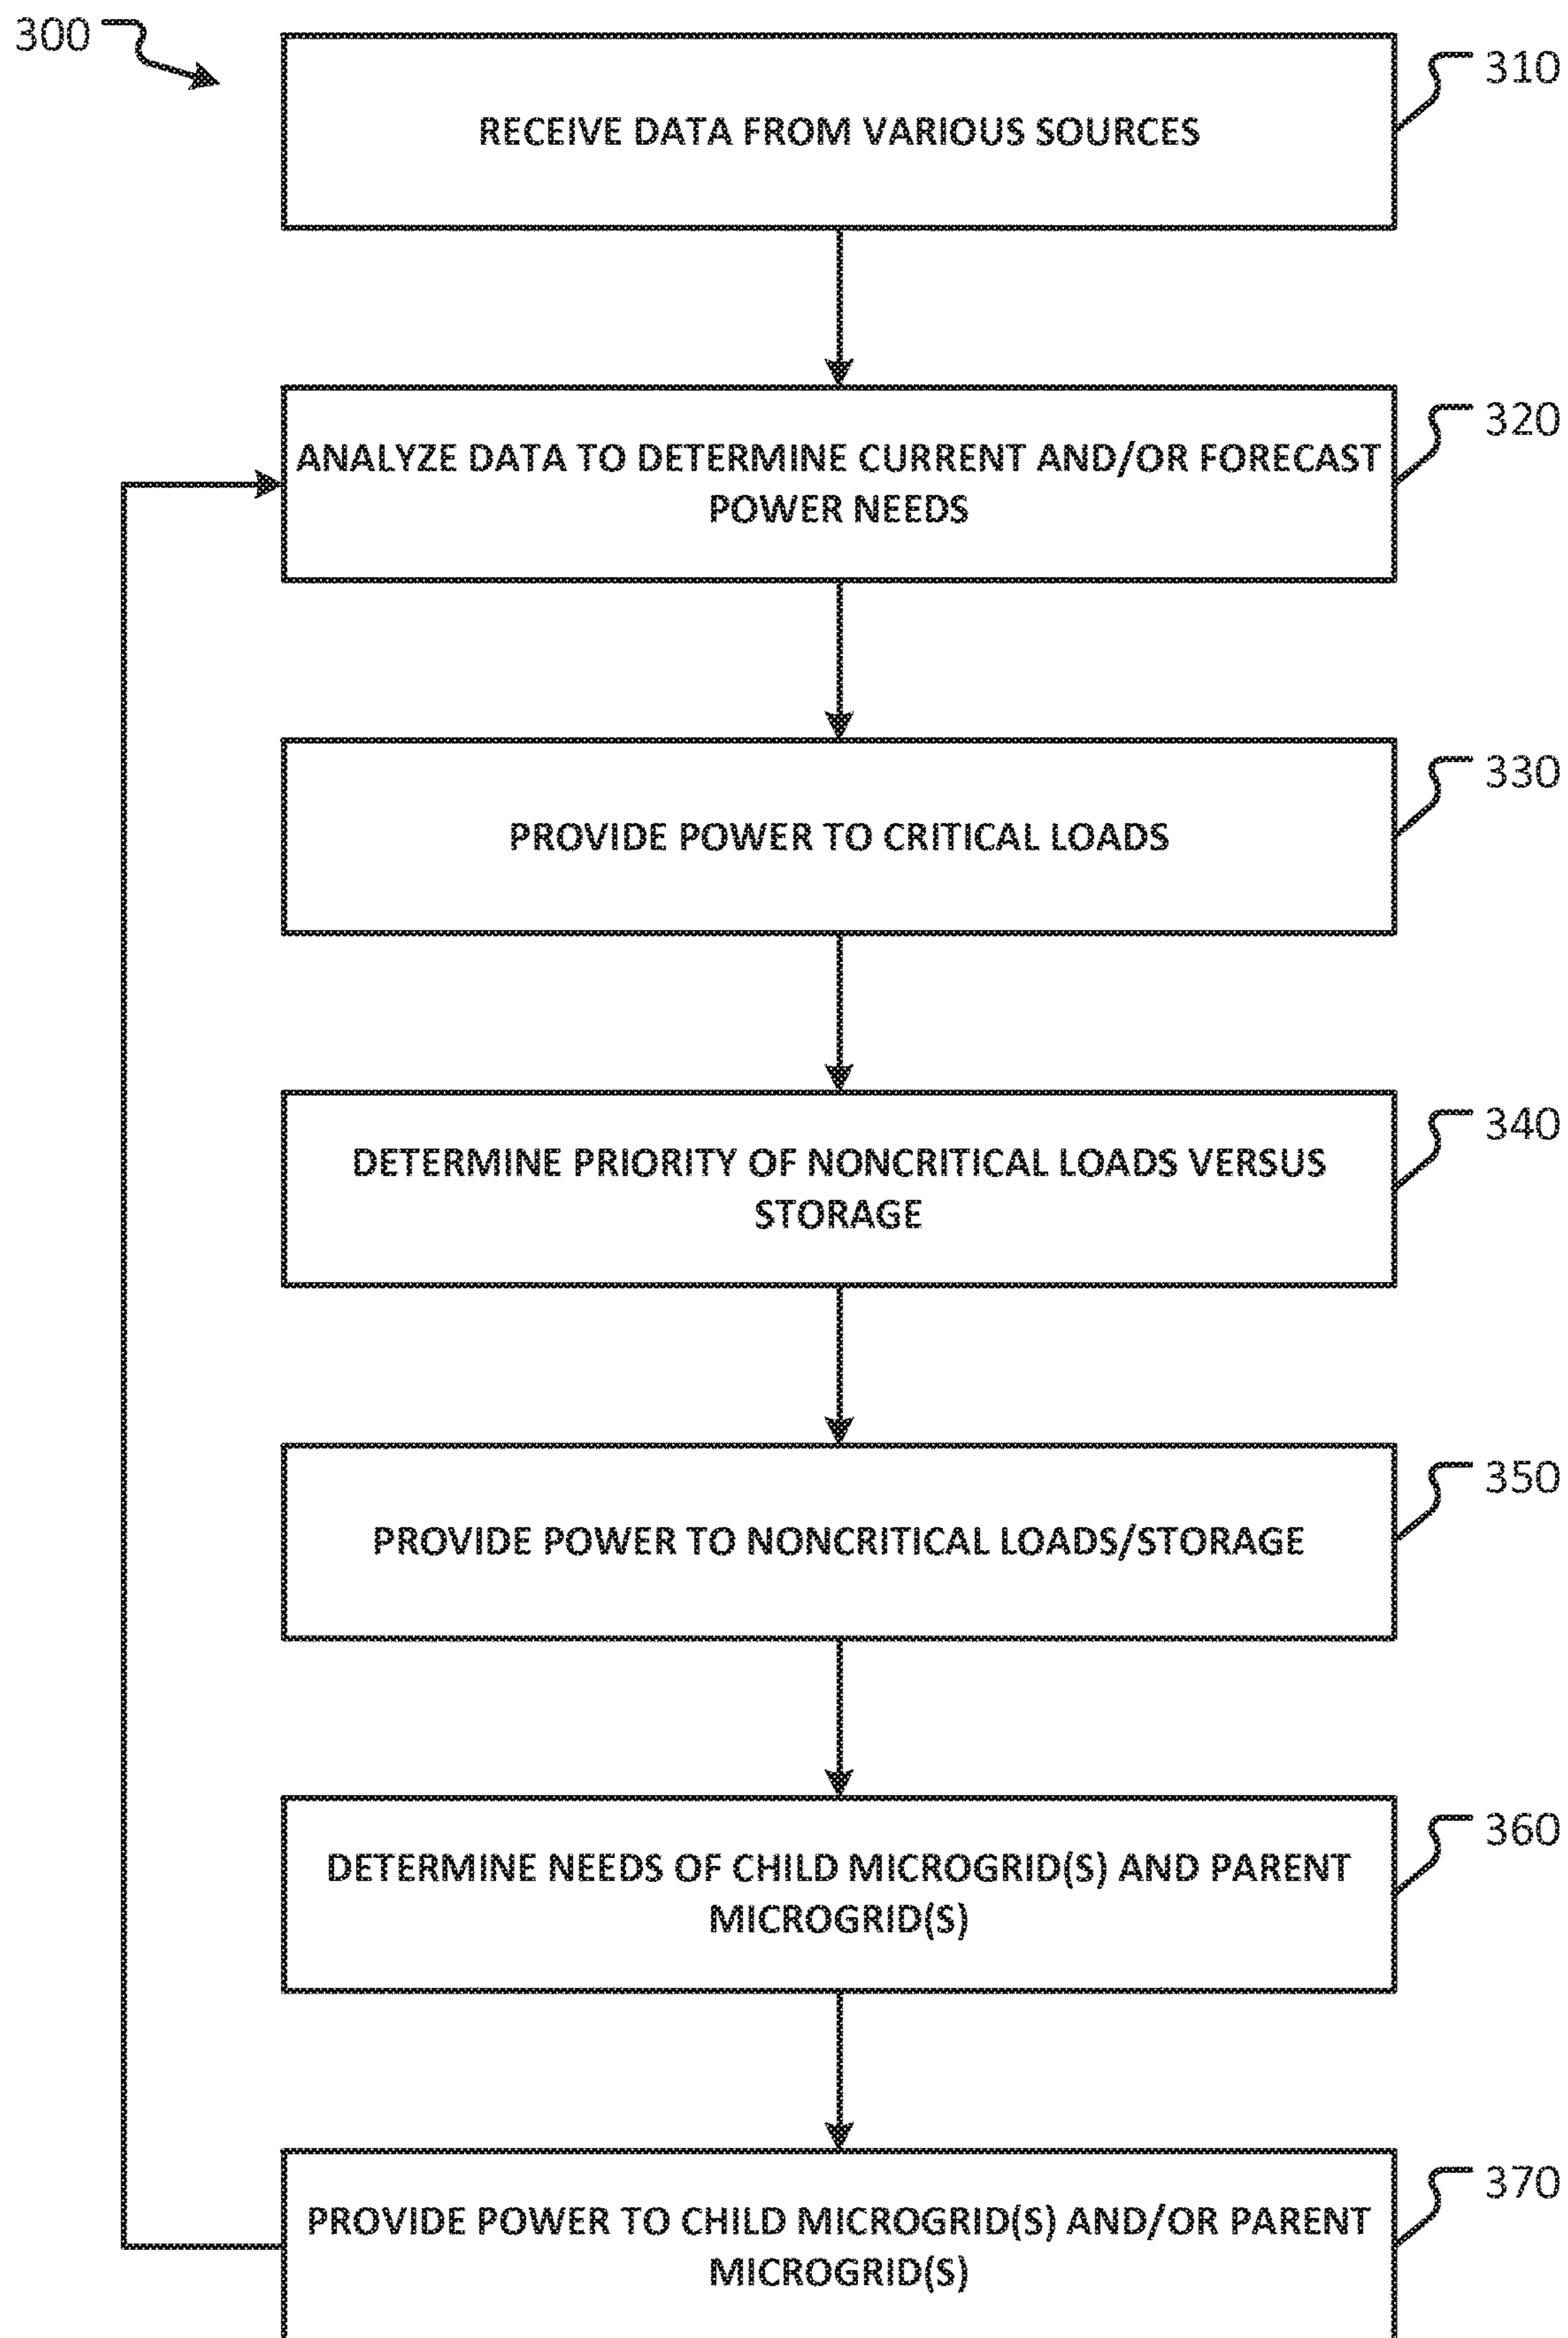 300
310
RECEIVE DATA FROM VARIOUS SOURCES
320
ANALYZE DATA TO DETERMINE CURRENT AND/OR FORECAST
POWER NEEDS
330
PROVIDE POWER TO CRITICAL LOADS
340
DETERMINE PRIORITY OF NONCRITICAL LOADS VERSUS
STORAGE
350
PROVIDE POWER TO NONCRITICAL LOADS/STORAGE
360
DETERMINE NEEDS OF CHILD MICROGRID(S) AND PARENT
MICROGRID(S)
370
PROVIDE POWER TO CHILD MICROGRID(S) AND/OR PARENT
MICROGRID(S)